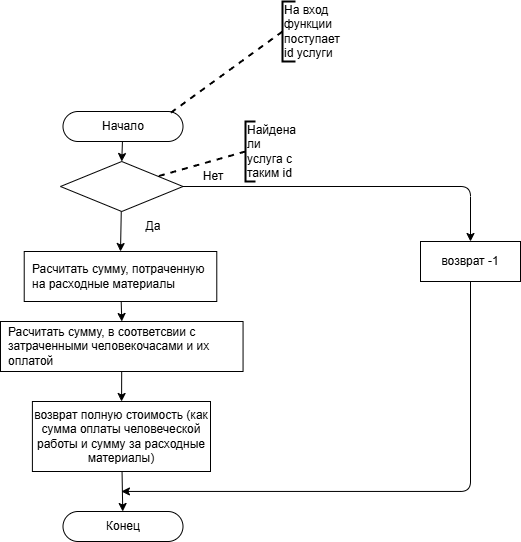 На вход
функции
поступает
id услуги
Начало
Найдена
ли
услуга с
таким id
Нет
Да
Расчитать сумму, потраченную
на расходные материалы
возврат -1
Расчитать сумму, в соответсвии с
затраченными человекочасами и их
оплатой
возврат полную стоимость (как
сумма оплаты человеческой
работы и сумму за расходные
материалы)
Конец